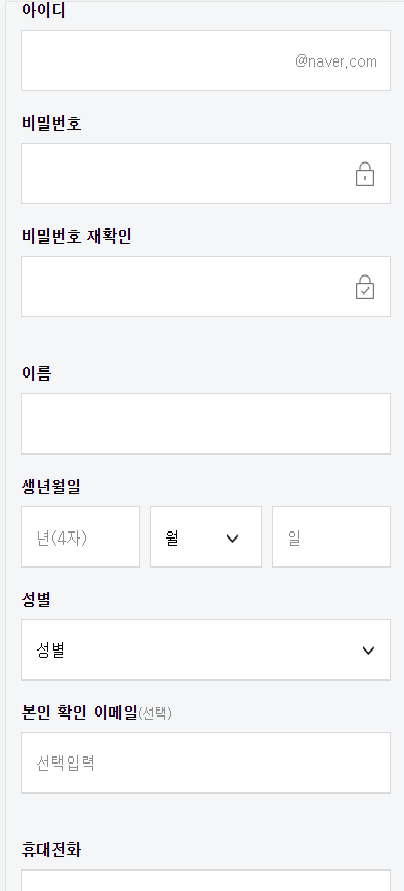 아이디
@naver.com
비밀번호
비밀번호 재확인
이름
생년월일
년(4자) 월 일
성별
성별
본인 확인 이메일(선택)
선택입력
휴대전화